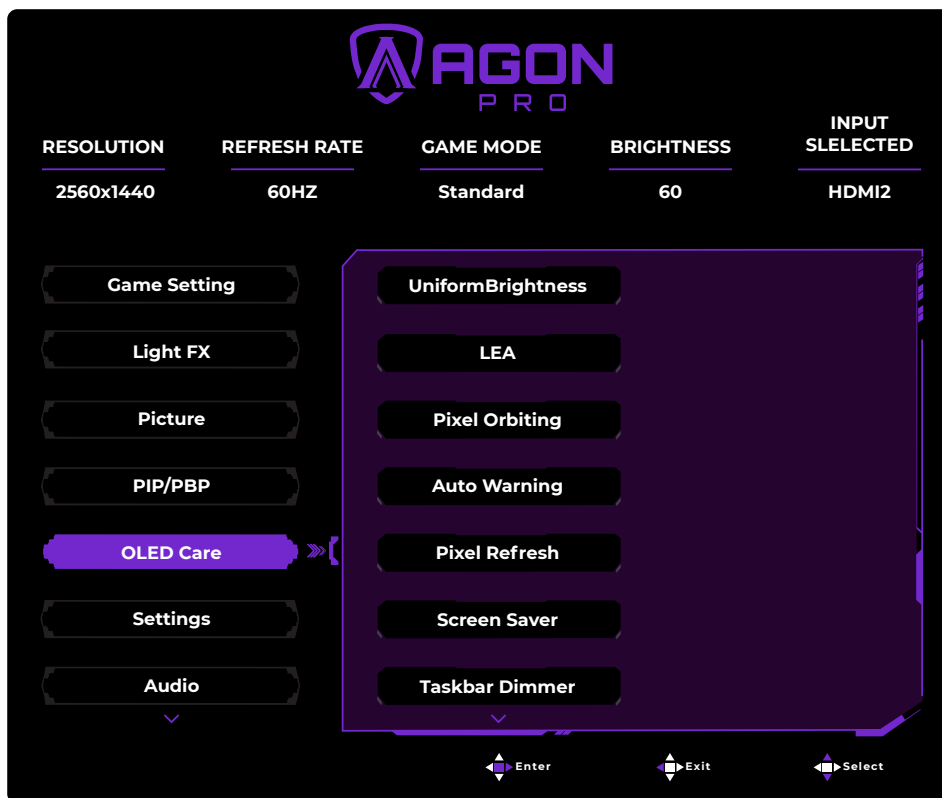 AGON
PRO
RESOLUTION
REFRESH RATE
GAME MODE
BRIGHTNESS
INPUT
SLELECTED
2560x1440
60HZ
Standard
60
HDMI2
Game Setting
Light FX
Picture
PIP/PBP
OLED Care
Settings
Audio
UniformBrightness
LEA
Pixel Orbiting
Auto Warning
Pixel Refresh
Screen Saver
Taskbar Dimmer
Enter
Exit
Select